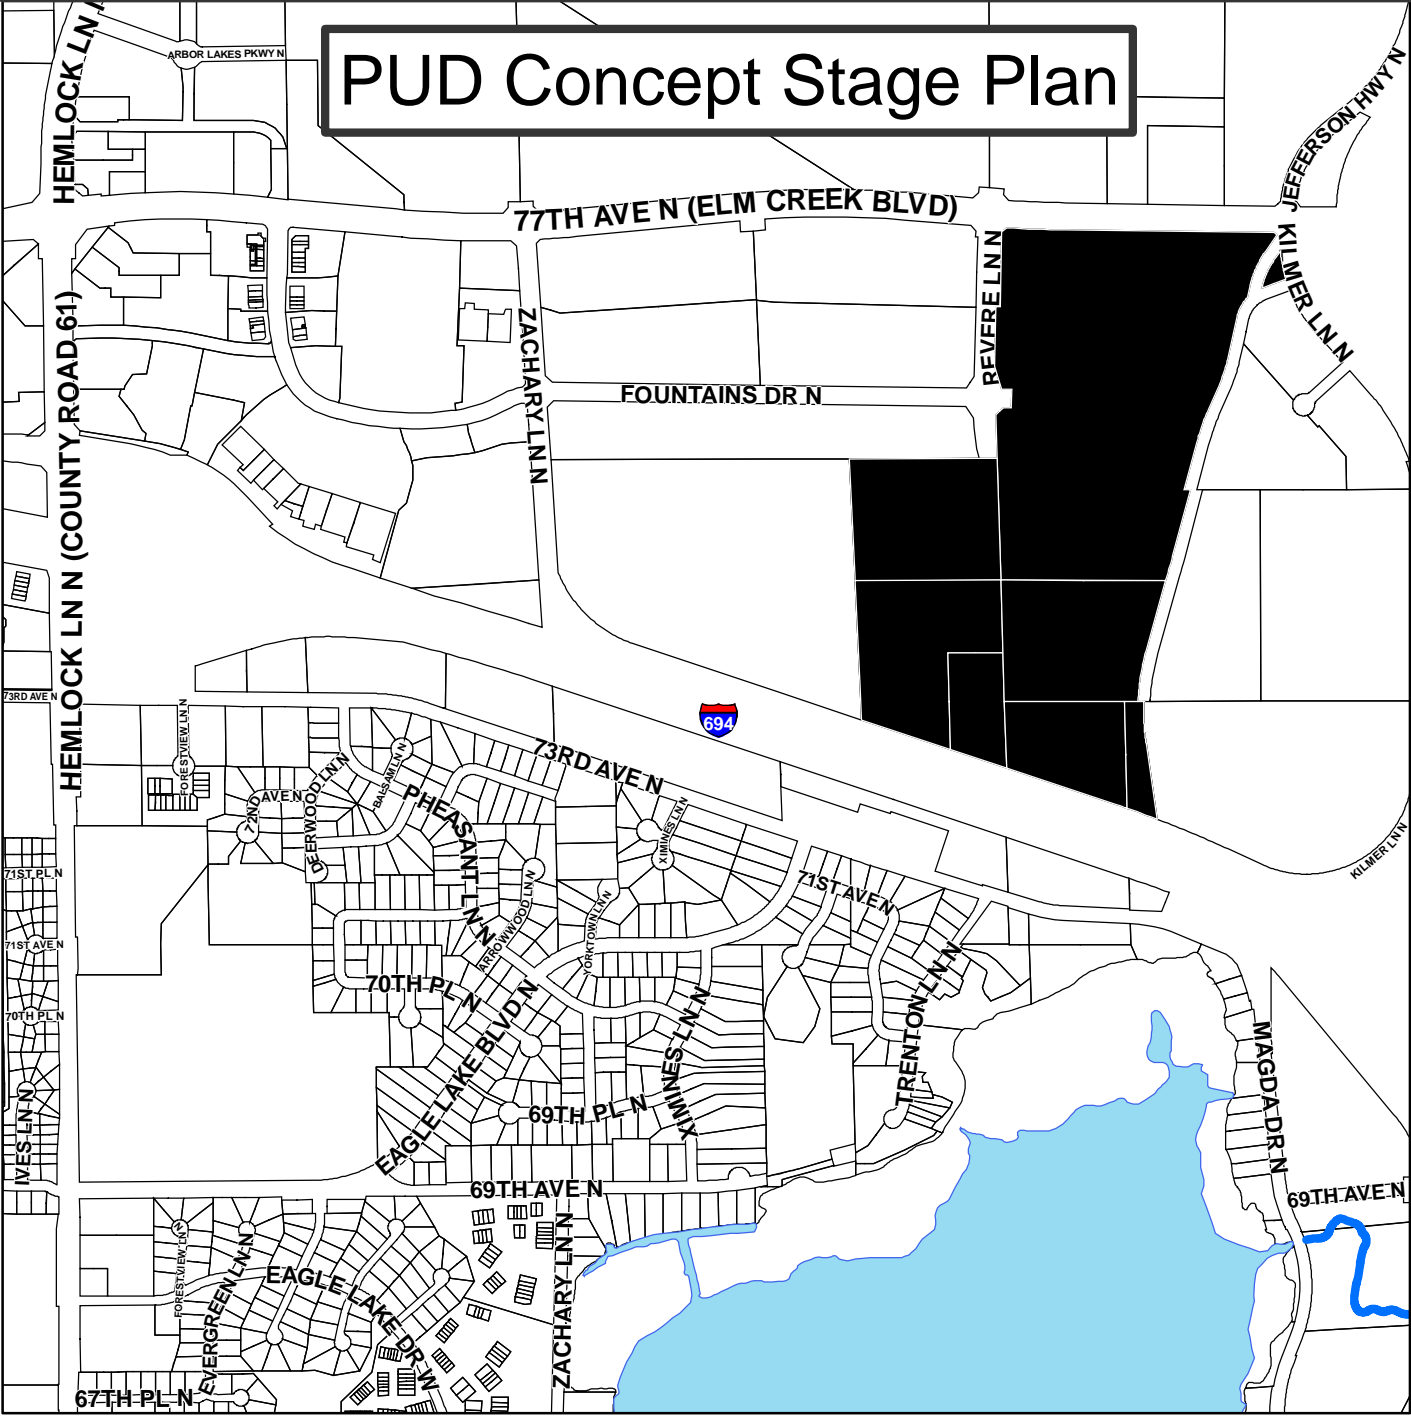 PUD Concept Stage Plan
HEMLOCK LN N
ARBOR LAKES PKWY N
JEFFERSON HWY N
77TH AVE N (ELM CREEK BLVD)
REVERE LN N
KILMER LN N
HEMLOCK LN N (COUNTY ROAD 61)
ZACHARY LN N
FOUNTAINS DR N
73RD AVE N
FORESTVIEW LN N
694
73RD AVE N
BALSAM LN N
DEERWOOD LN N
72ND AVE N
PHEASANT LN N
XIMINES LN N
KILMER LN N
71ST PL N
71ST AVE N
ARROWWOOD LN N
YORKTOWN LN N
71ST AVE N
70TH PL N
TRENTON LN N
70TH PL N
EAGLE LAKE BLVD N
XIMINES LN N
MAGDA DR N
IVES LN N
69TH PL N
69TH AVE N
69TH AVE N
FORESTVIEW LN N
EVERGREEN LN N
EAGLE LAKE DR W
ZACHARY LN N
67TH PL N